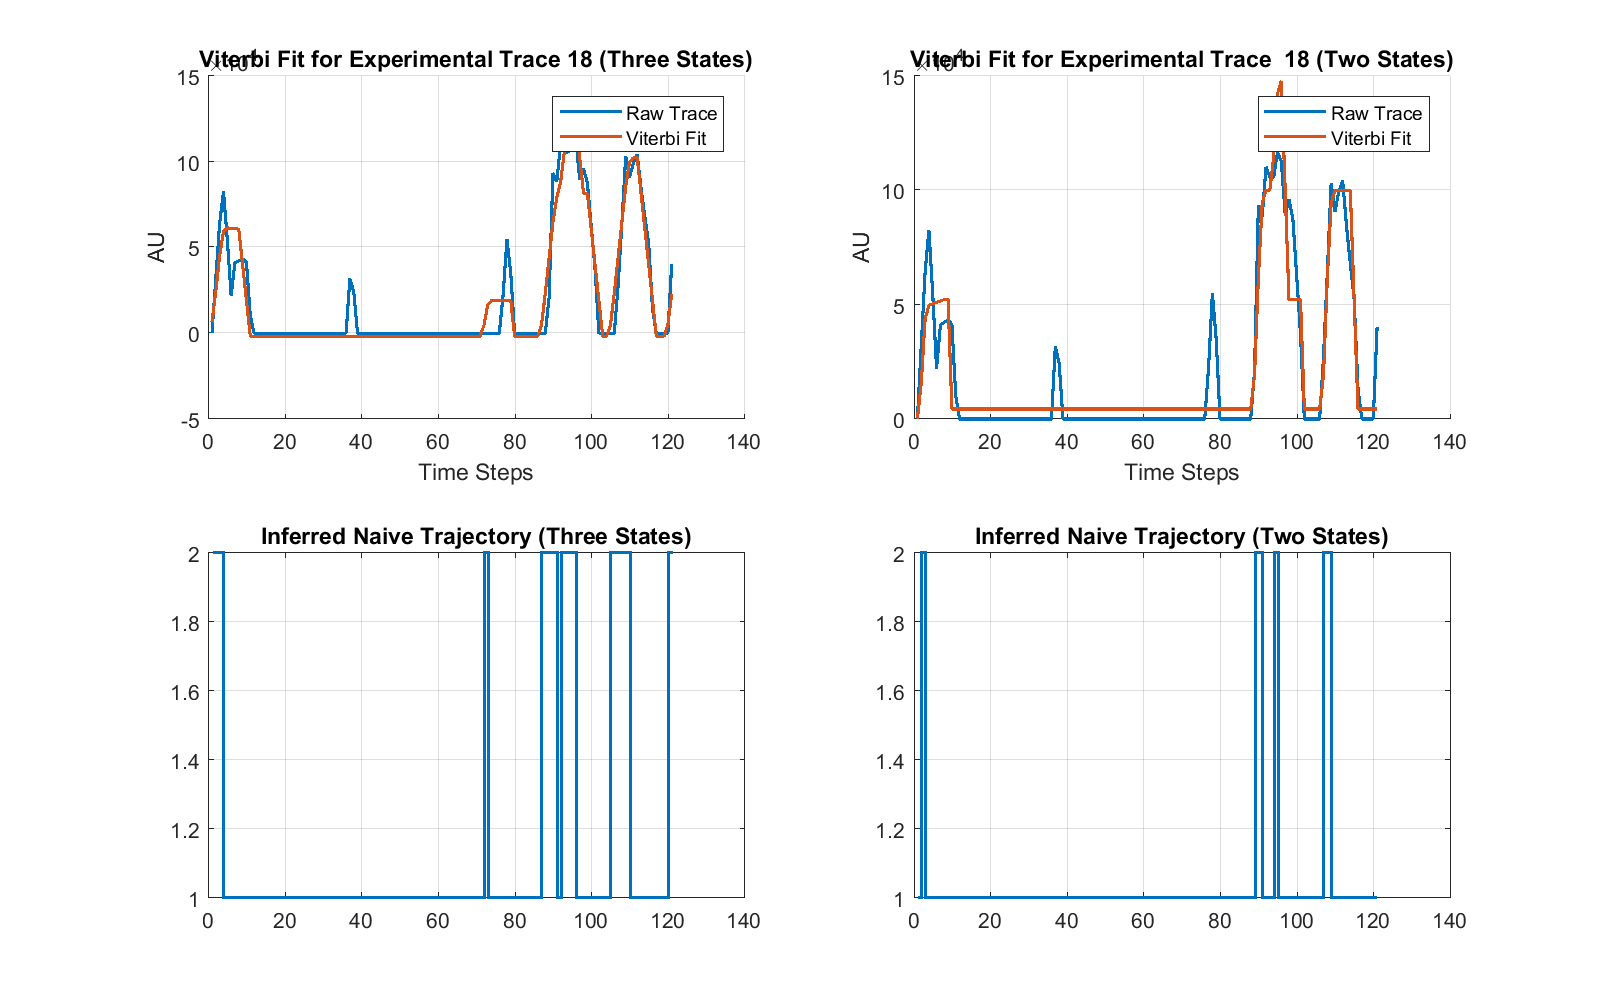 Viterbi Fit for Experimental Trace 18 (Three States)
15
10
5
0
-5
AU
Raw Trace
Viterbi Fit
0 20 40 60 80 100 120 140
Time Steps
Viterbi Fit for Experimental Trace 18 (Two States)
15
10
5
0
AU
Raw Trace
Viterbi Fit
0 20 40 60 80 100 120 140
Time Steps
Inferred Naive Trajectory (Three States)
2
1.8
1.6
1.4
1.2
1
0 20 40 60 80 100 120 140
Inferred Naive Trajectory (Two States)
2
1.8
1.6
1.4
1.2
1
0 20 40 60 80 100 120 140